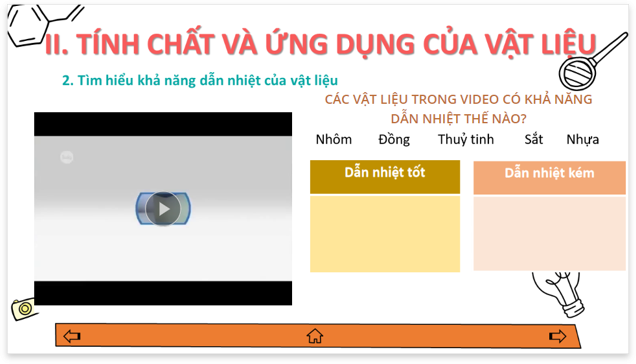 II. TÍNH CHẤT VÀ ỨNG DỤNG CỦA VẬT LIỆU
2. Tìm hiểu khả năng dẫn nhiệt của vật liệu
CÁC VẬT LIỆU TRONG VIDEO CÓ KHẢ NĂNG
DẪN NHIỆT THẾ NÀO?
Nhôm Đồng Thuỷ tinh Sắt Nhựa
Dẫn nhiệt tốt Dẫn nhiệt kém